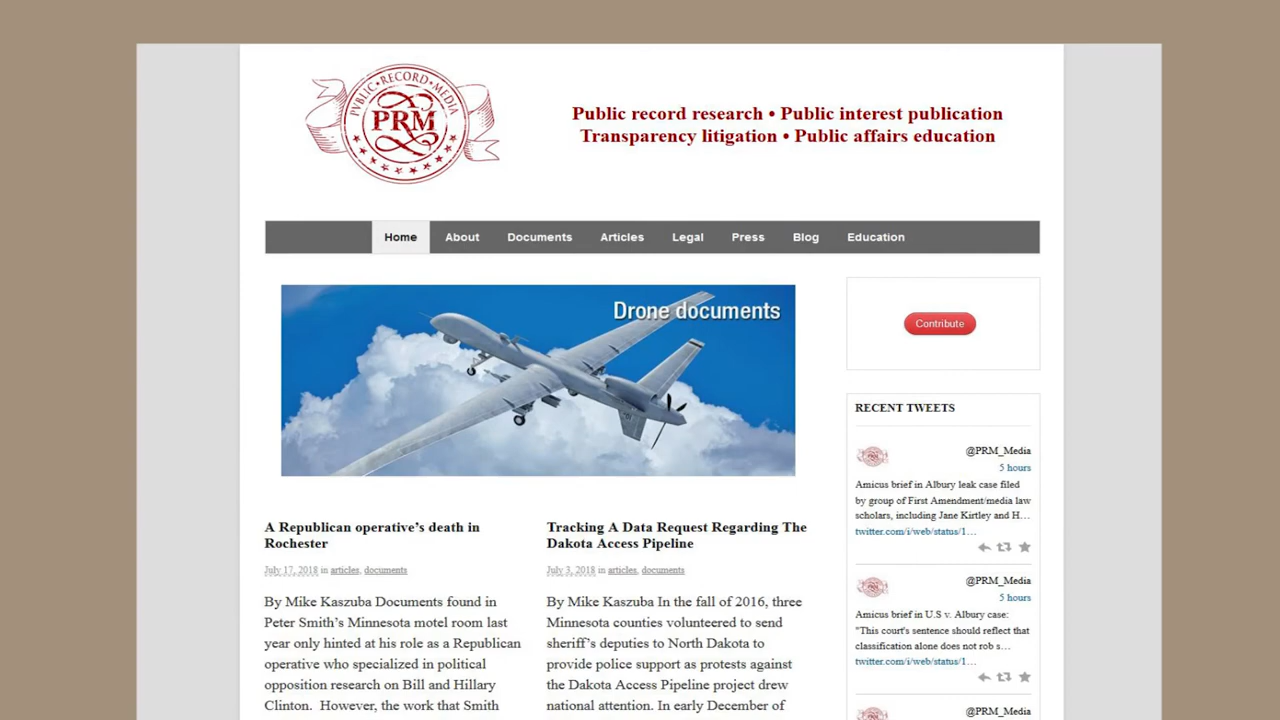 PVBLIC • RECORD • MEDIA
PRM
Public record research • Public interest publication
Transparency litigation • Public affairs education
Home About Documents Articles Legal Press Blog Education
Drone documents
Contribute
A Republican operative's death in
Rochester
July 17, 2018 in articles, documents
By Mike Kaszuba Documents found in
Peter Smith's Minnesota motel room last
year only hinted at his role as a Republican
operative who specialized in political
opposition research on Bill and Hillary
Clinton. However, the work that Smith
Tracking A Data Request Regarding The
Dakota Access Pipeline
July 3, 2018 in articles, documents
By Mike Kaszuba In the fall of 2016, three
Minnesota counties volunteered to send
sheriff's deputies to North Dakota to
provide police support as protests against
the Dakota Access Pipeline project drew
national attention. In early December of
RECENT TWEETS
@PRM_Media
5 hours
Amicus brief in Albury leak case filed
by group of First Amendment/media law
scholars, including Jane Kirtley and H...
twitter.com/i/web/status/1...
@PRM_Media
5 hours
Amicus brief in U.S v. Albury case:
"This court's sentence should reflect that
classification alone does not rob s...
twitter.com/i/web/status/1...
@PRM_Media